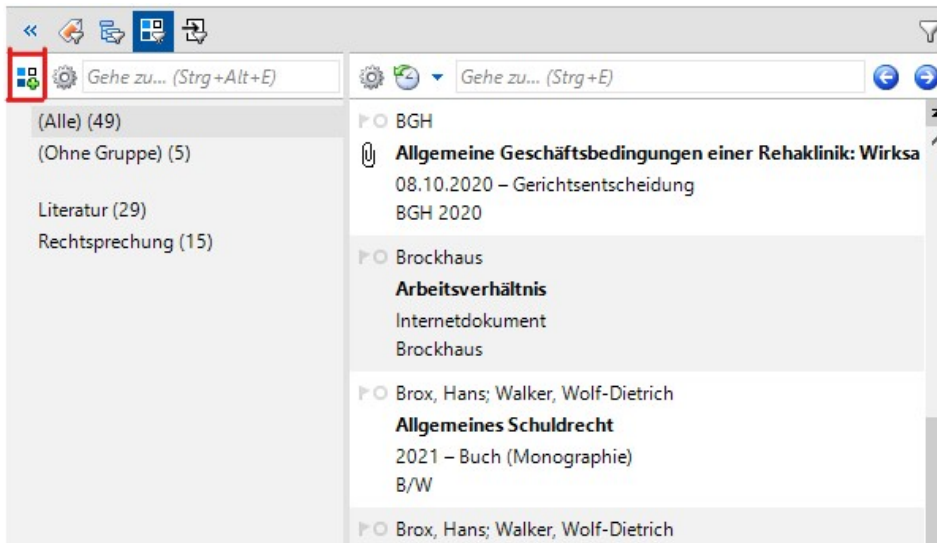 Gehe zu... (Strg+Alt+E)
Gehe zu... (Strg+E)
(Alle) (49)
(Ohne Gruppe) (5)
Literatur (29)
Rechtsprechung (15)
BGH
Allgemeine Geschäftsbedingungen einer Rehaklinik: Wirksa
08.10.2020 – Gerichtsentscheidung
BGH 2020
Brockhaus
Arbeitsverhältnis
Internetdokument
Brockhaus
Brox, Hans; Walker, Wolf-Dietrich
Allgemeines Schuldrecht
2021 – Buch (Monographie)
B/W
Brox, Hans; Walker, Wolf-Dietrich